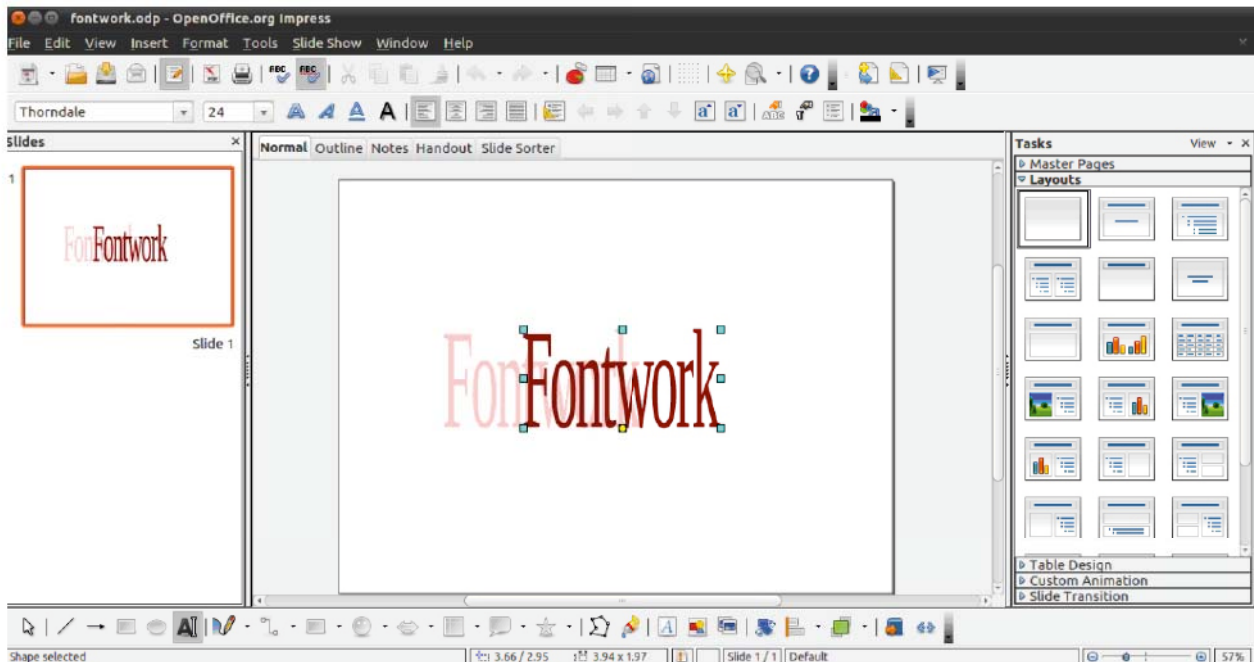 fontwork.odp - OpenOffice.org Impress
File Edit View Insert Format Tools Slide Show Window Help
Thorndale 24
Slides
Normal Outline Notes Handout Slide Sorter
Tasks View
Master Pages
Layouts
1
FonFontwork
Slide 1
Fontwork
Fontwork
Table Design
Custom Animation
Slide Transition
Shape selected 3.66 / 2.95 3.94 x 1.97 Slide 1 / 1 Default 57%